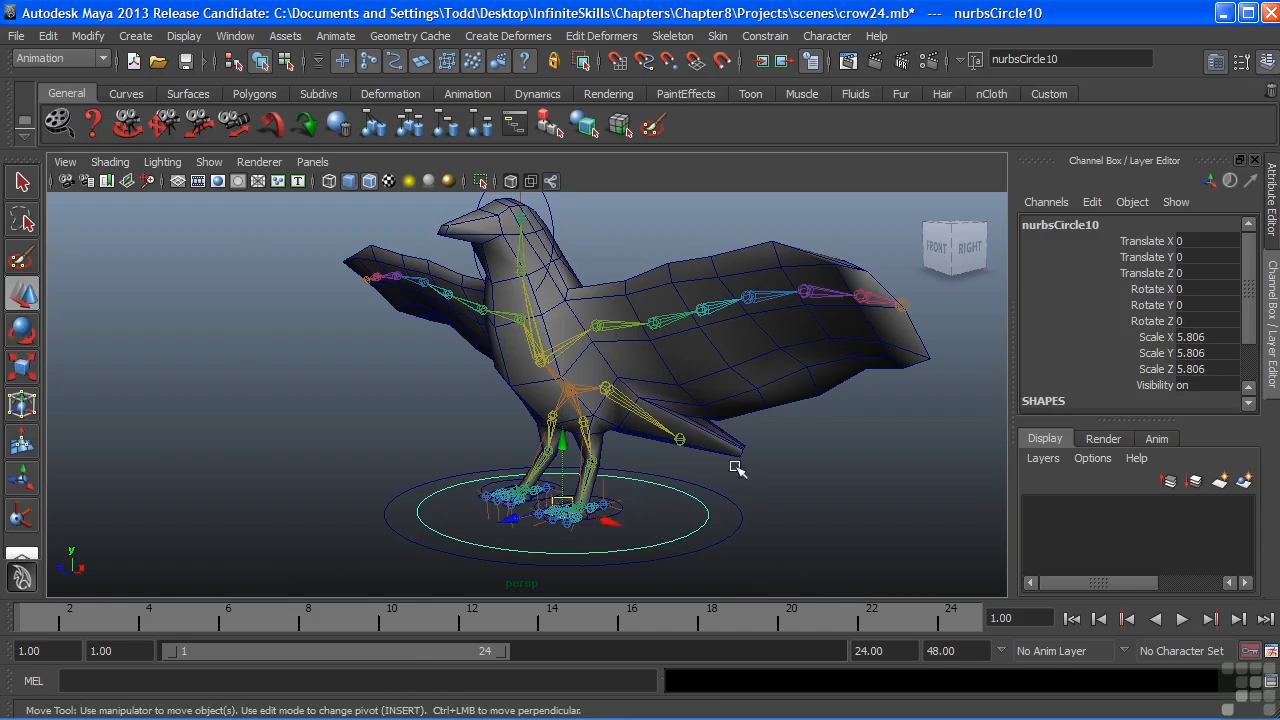 Autodesk Maya 2013 Release Candidate: C:\Documents and Settings\Todd\Desktop\InfiniteSkills\Chapters\Chapter8\Projects\scenes\crow24.mb* --- nurbsCircle10
File Edit Modify Create Display Window Assets Animate Geometry Cache Create Deformers Edit Deformers Skeleton Skin Constrain Character Help
Animation nurbsCircle10
General Curves Surfaces Polygons Subdivs Deformation Animation Dynamics Rendering PaintEffects Toon Muscle Fluids Fur Hair nCloth Custom
View Shading Lighting Show Renderer Panels
Channel Box / Layer Editor
Channels Edit Object Show
nurbsCircle10
Translate X 0
Translate Y 0
Translate Z 0
Rotate X 0
Rotate Y 0
Rotate Z 0
Scale X 5.806
Scale Y 5.806
Scale Z 5.806
Visibility on
SHAPES
Display Render Anim
Layers Options Help
Attribute Editor
Channel Box / Layer Editor
FRONT RIGHT
y
x
z
persp
2 4 6 8 10 12 14 16 18 20 22 24 1.00
1.00 1.00 1 24 24.00 48.00 No Anim Layer No Character Set
MEL
Move Tool: Use manipulator to move object(s). Use edit mode to change pivot (INSERT). Ctrl+LMB to move perpendicular.